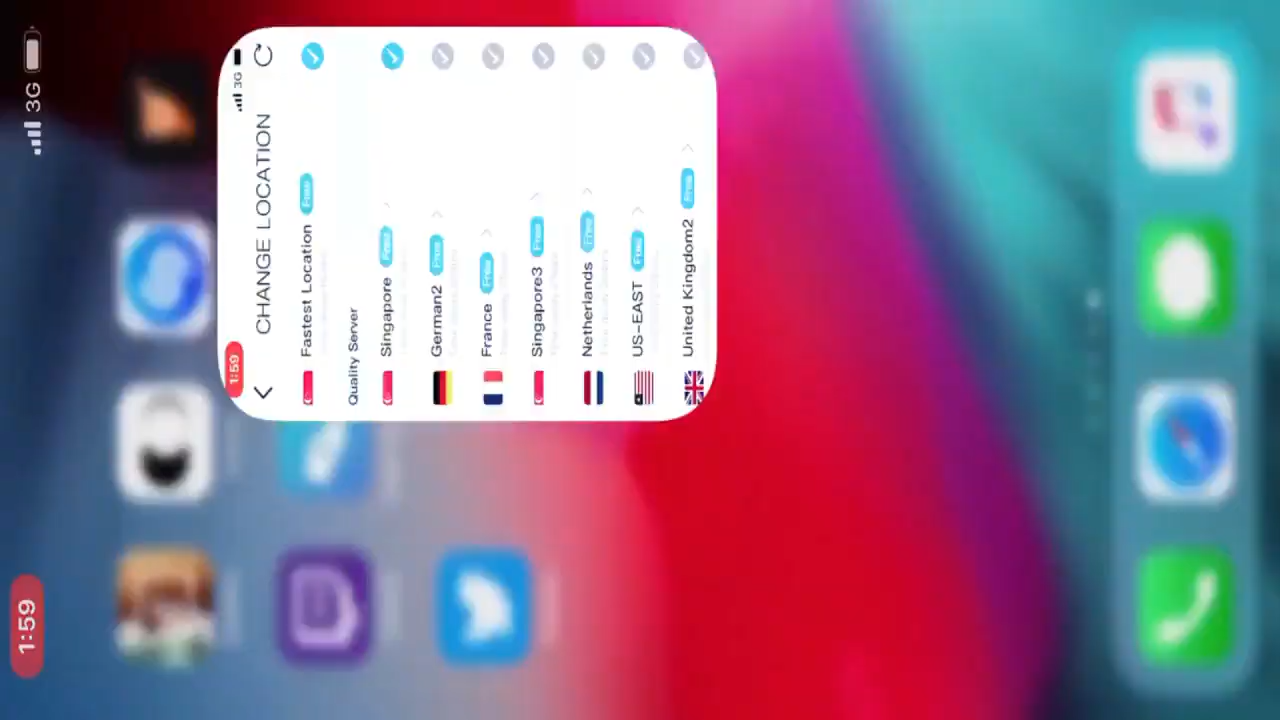 1:59 3G
1:59 3G
CHANGE LOCATION
Fastest Location Free
Quality Server
Singapore Free
German2 Free
France Free
Singapore3 Free
Netherlands Free
US-EAST Free
United Kingdom2 Free